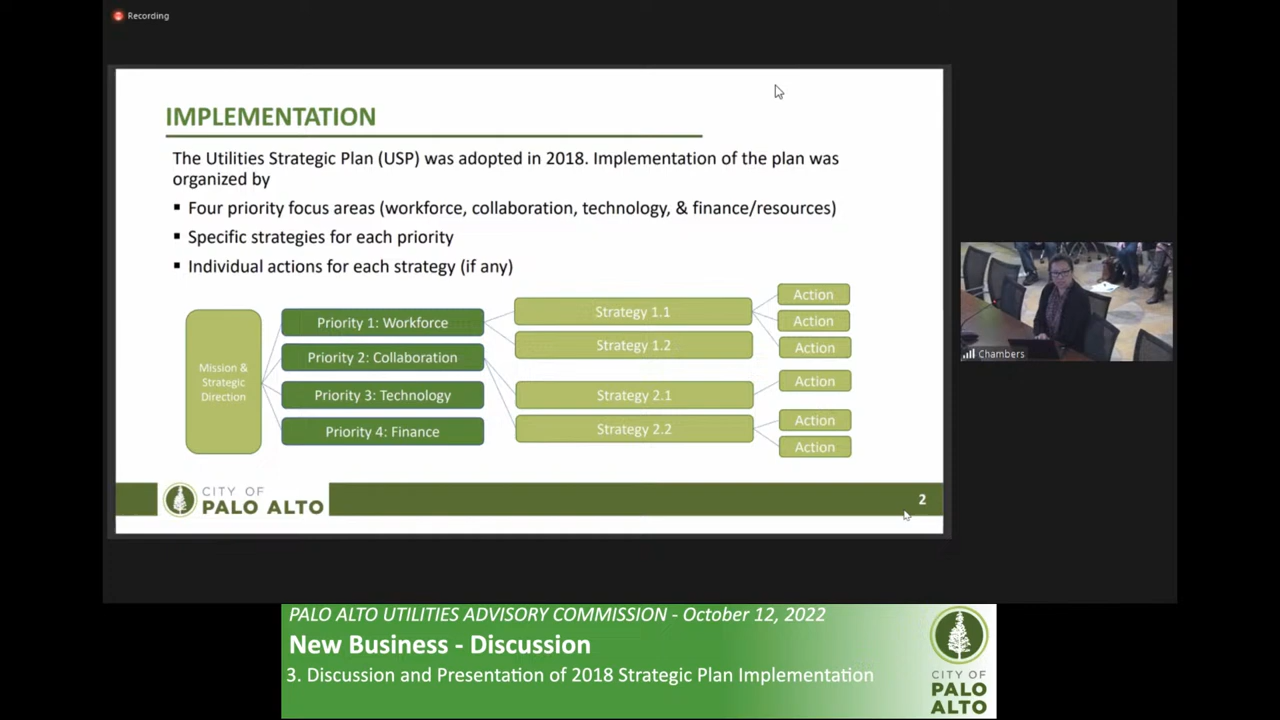 Recording
IMPLEMENTATION
The Utilities Strategic Plan (USP) was adopted in 2018. Implementation of the plan was
organized by
▪ Four priority focus areas (workforce, collaboration, technology, & finance/resources)
▪ Specific strategies for each priority
▪ Individual actions for each strategy (if any)
Mission &
Strategic
Direction
Priority 1: Workforce
Priority 2: Collaboration
Priority 3: Technology
Priority 4: Finance
Strategy 1.1
Strategy 1.2
Strategy 2.1
Strategy 2.2
Action
Action
Action
Action
Action
Action
CITY OF
PALO ALTO
2
Chambers
PALO ALTO UTILITIES ADVISORY COMMISSION - October 12, 2022
New Business - Discussion
3. Discussion and Presentation of 2018 Strategic Plan Implementation
CITY OF
PALO
ALTO